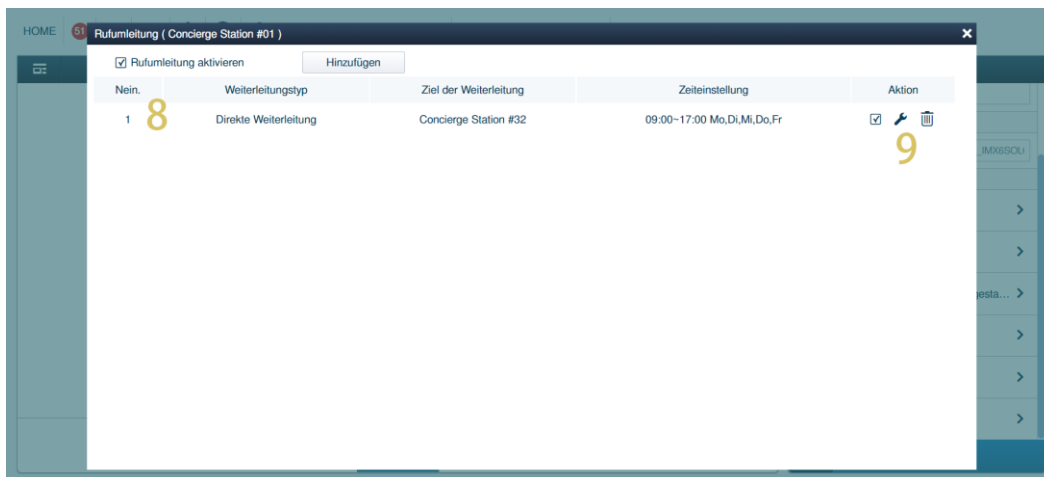 HOME 51
Rufumleitung ( Concierge Station #01 )
Rufumleitung aktivieren Hinzufügen
Nein. Weiterleitungstyp Ziel der Weiterleitung Zeiteinstellung Aktion
1 8 Direkte Weiterleitung Concierge Station #32 09:00~17:00 Mo,Di,Mi,Do,Fr
9